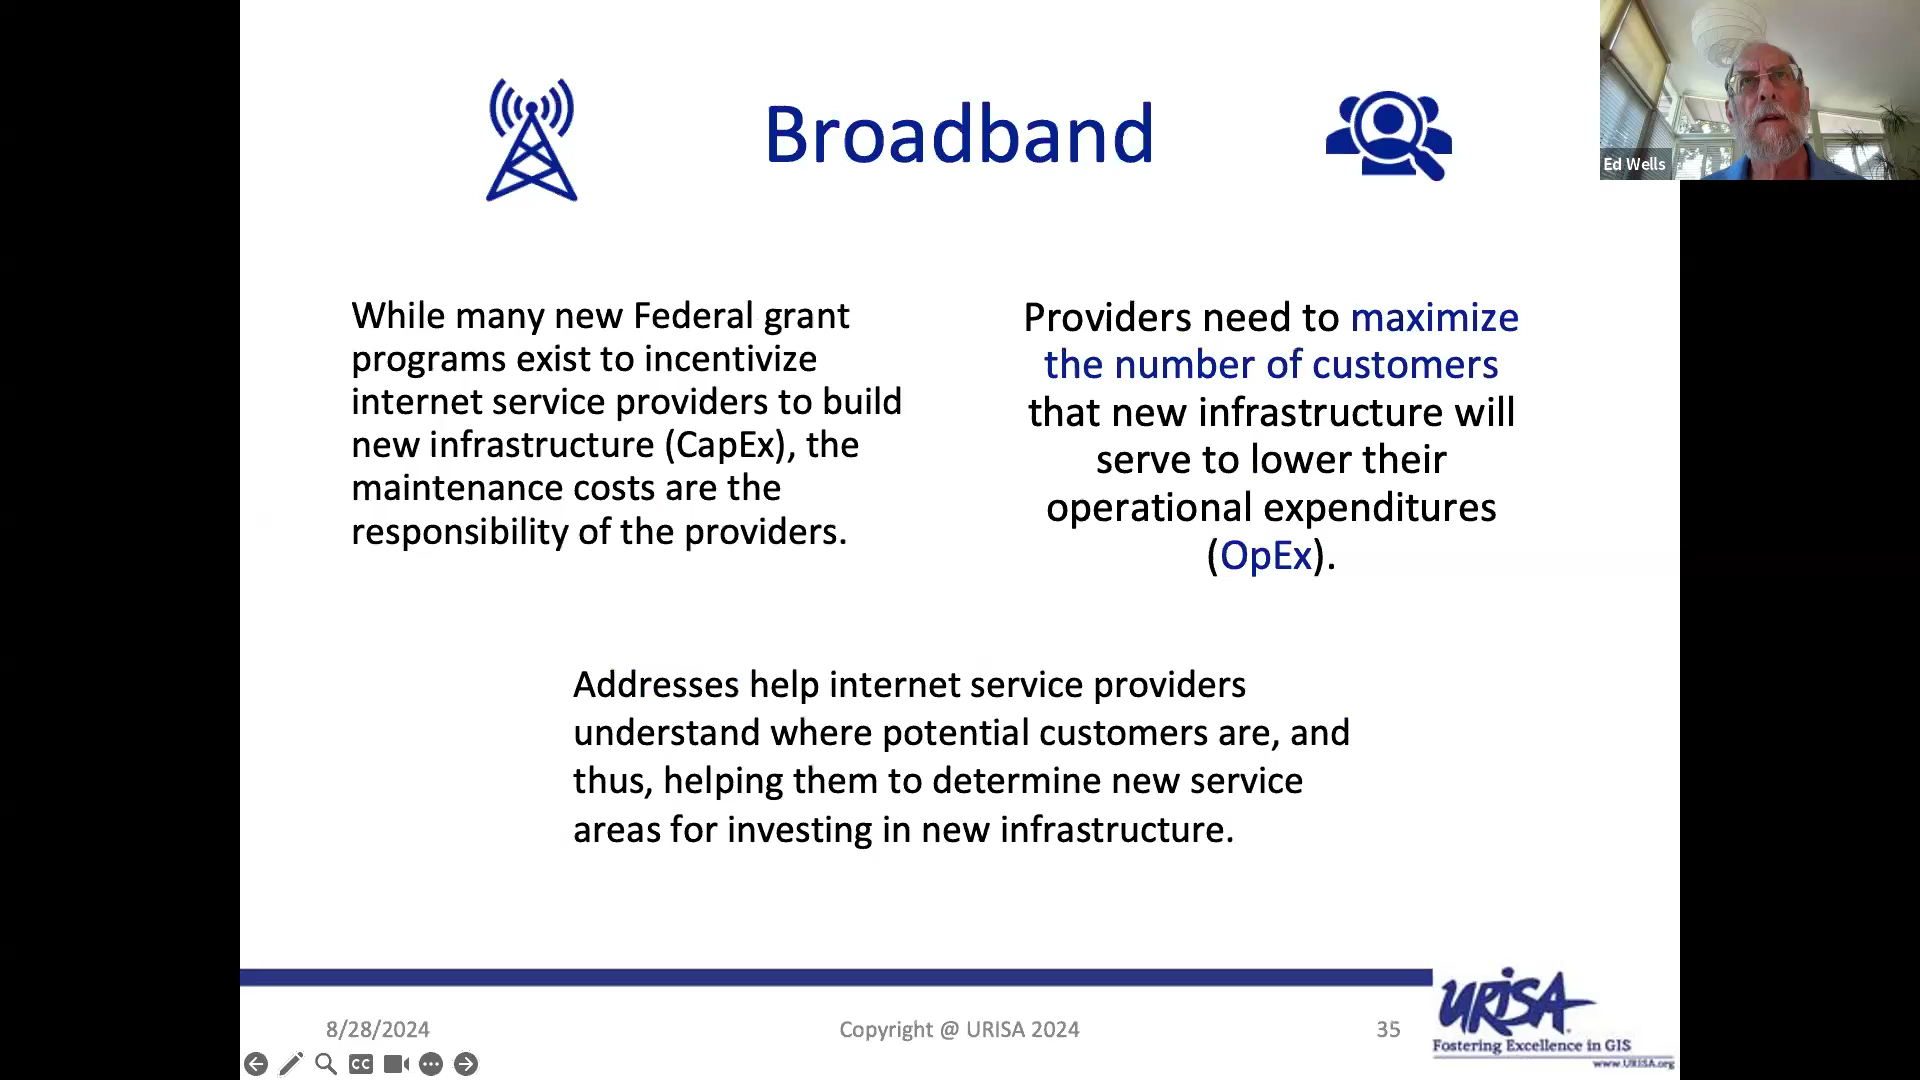 Broadband
Ed Wells
While many new Federal grant
programs exist to incentivize
internet service providers to build
new infrastructure (CapEx), the
maintenance costs are the
responsibility of the providers.
Providers need to maximize
the number of customers
that new infrastructure will
serve to lower their
operational expenditures
(OpEx).
Addresses help internet service providers
understand where potential customers are, and
thus, helping them to determine new service
areas for investing in new infrastructure.
8/28/2024
Copyright @ URISA 2024
35
URISA
Fostering Excellence in GIS
www.URISA.org
CC